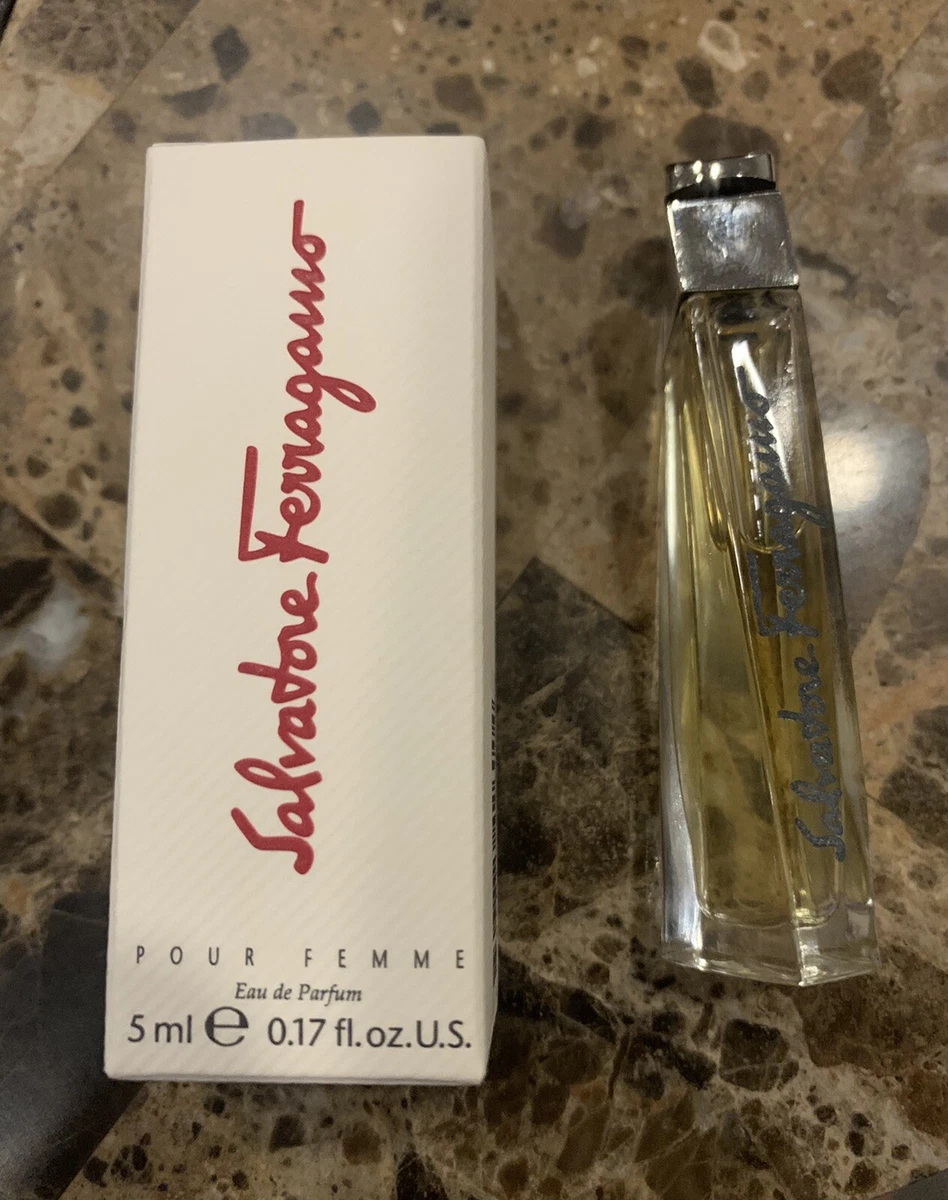 Salvatore Ferragamo
POUR FEMME
Eau de Parfum
5 ml e 0.17 fl.oz.U.S.
Salvatore Ferragamo